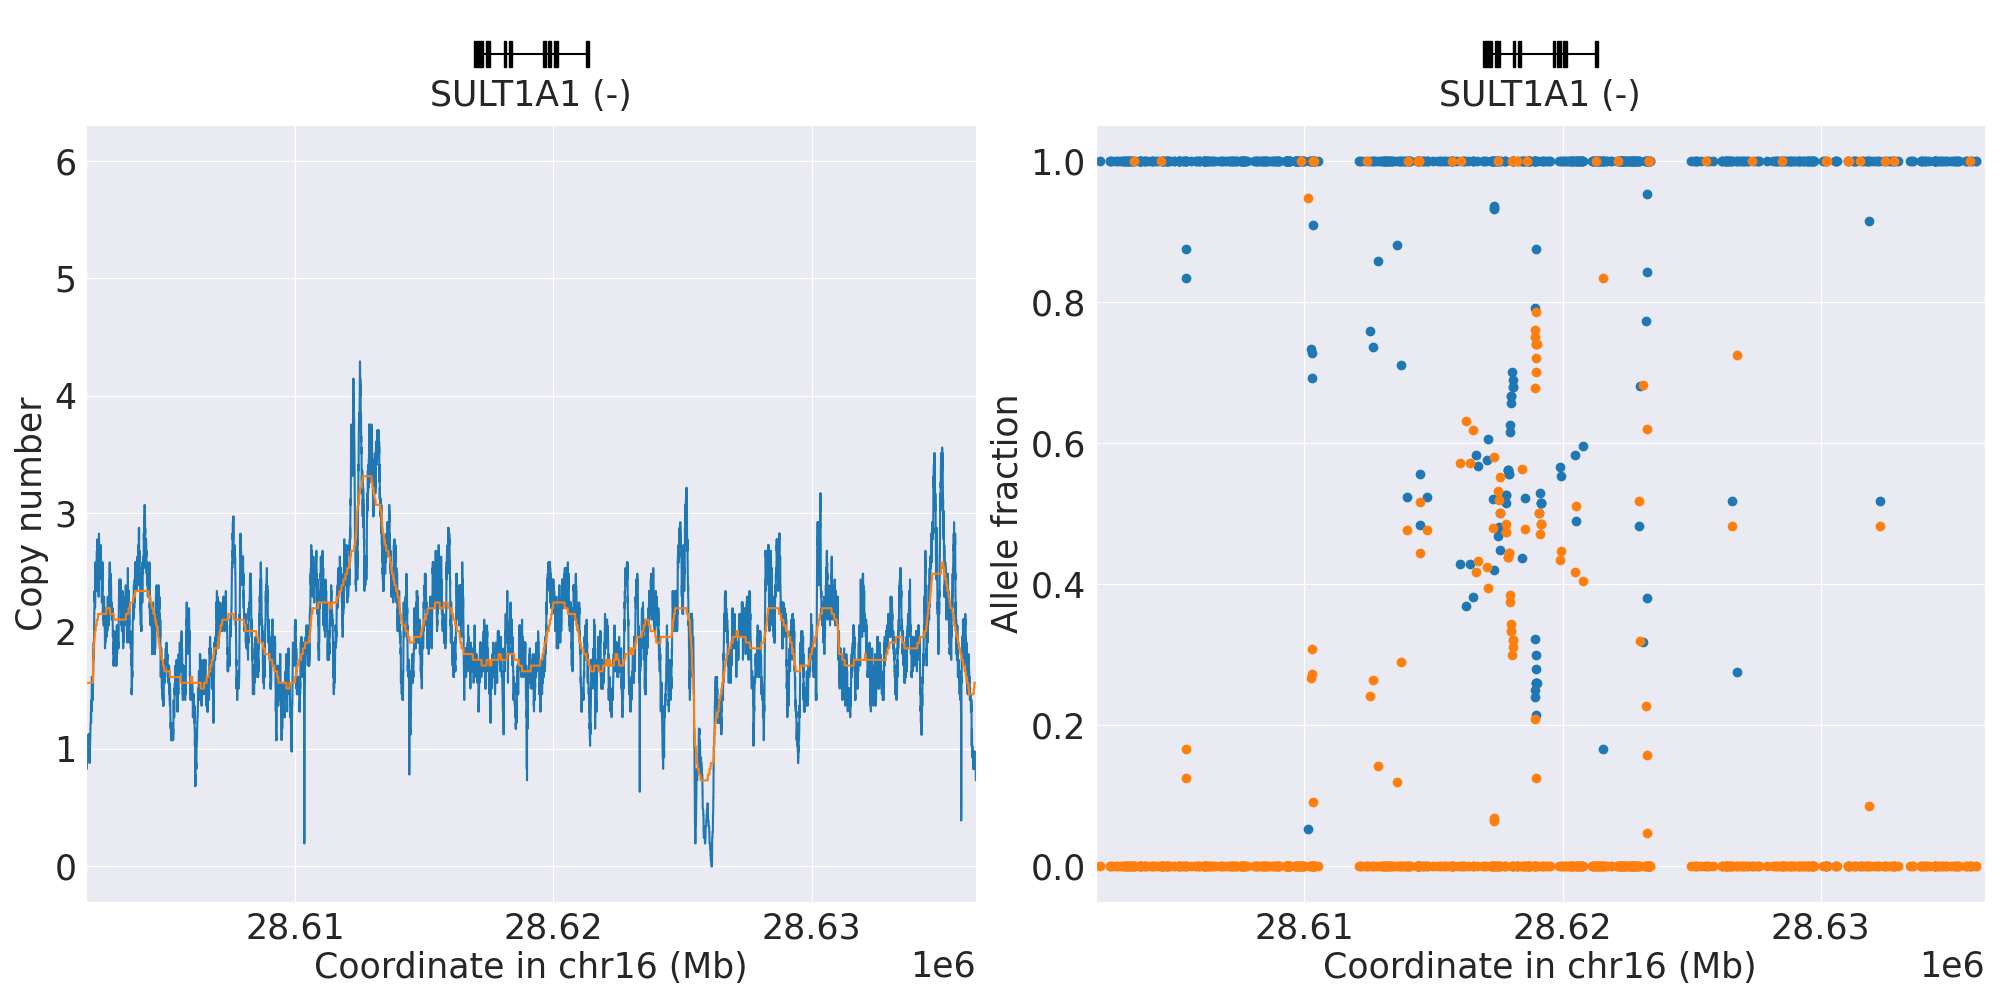 SULT1A1 (-)
Copy number
6
5
4
3
2
1
0
28.61
28.62
28.63
Coordinate in chr16 (Mb)
1e6
SULT1A1 (-)
Allele fraction
1.0
0.8
0.6
0.4
0.2
0.0
28.61
28.62
28.63
Coordinate in chr16 (Mb)
1e6